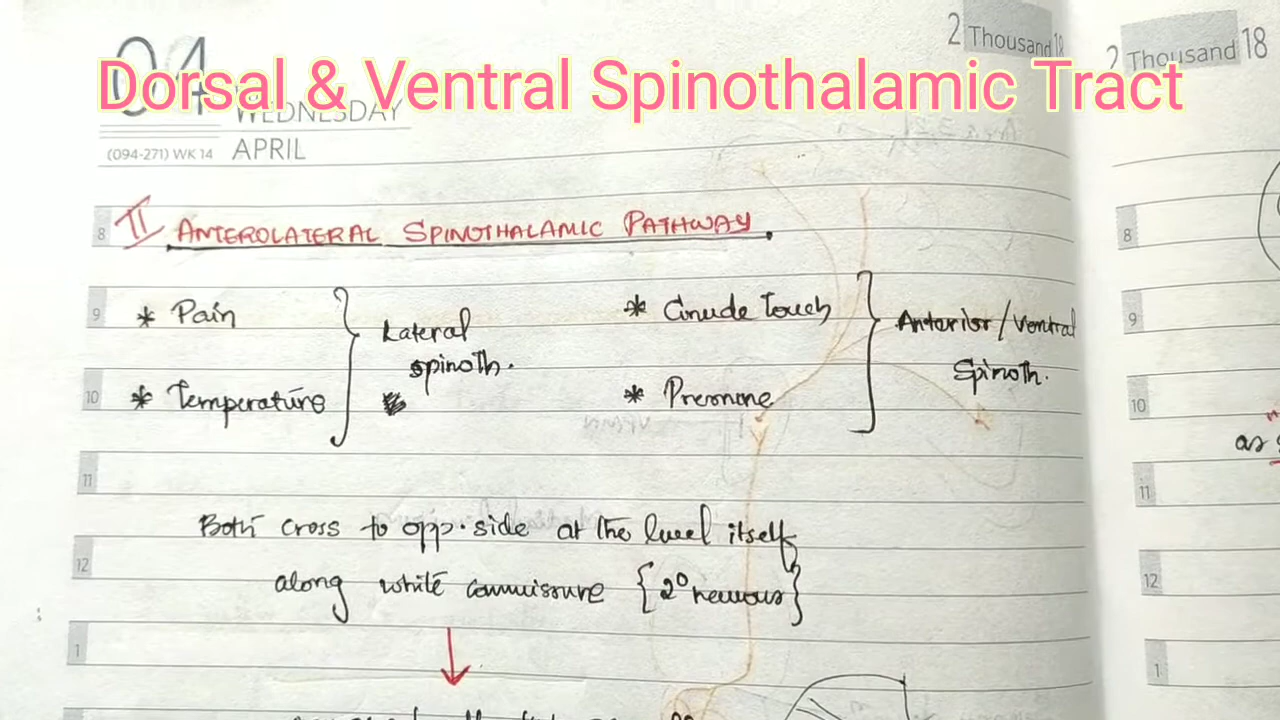 2 Thousand 18
2 Thousand 18
Dorsal & Ventral Spinothalamic Tract
04 WEDNESDAY
(094-271) WK 14 APRIL
8 II ANTEROLATERAL SPINOTHALAMIC PATHWAY.
9 * Pain
Lateral
spinoth.
10 * Temperature
* Crude Touch
* Pressure
Anterior/Ventral
Spinoth.
11
Both cross to opp. side at the level itself
12 along white commissure {2° neurons}
1
8
9
10
as
11
12
1